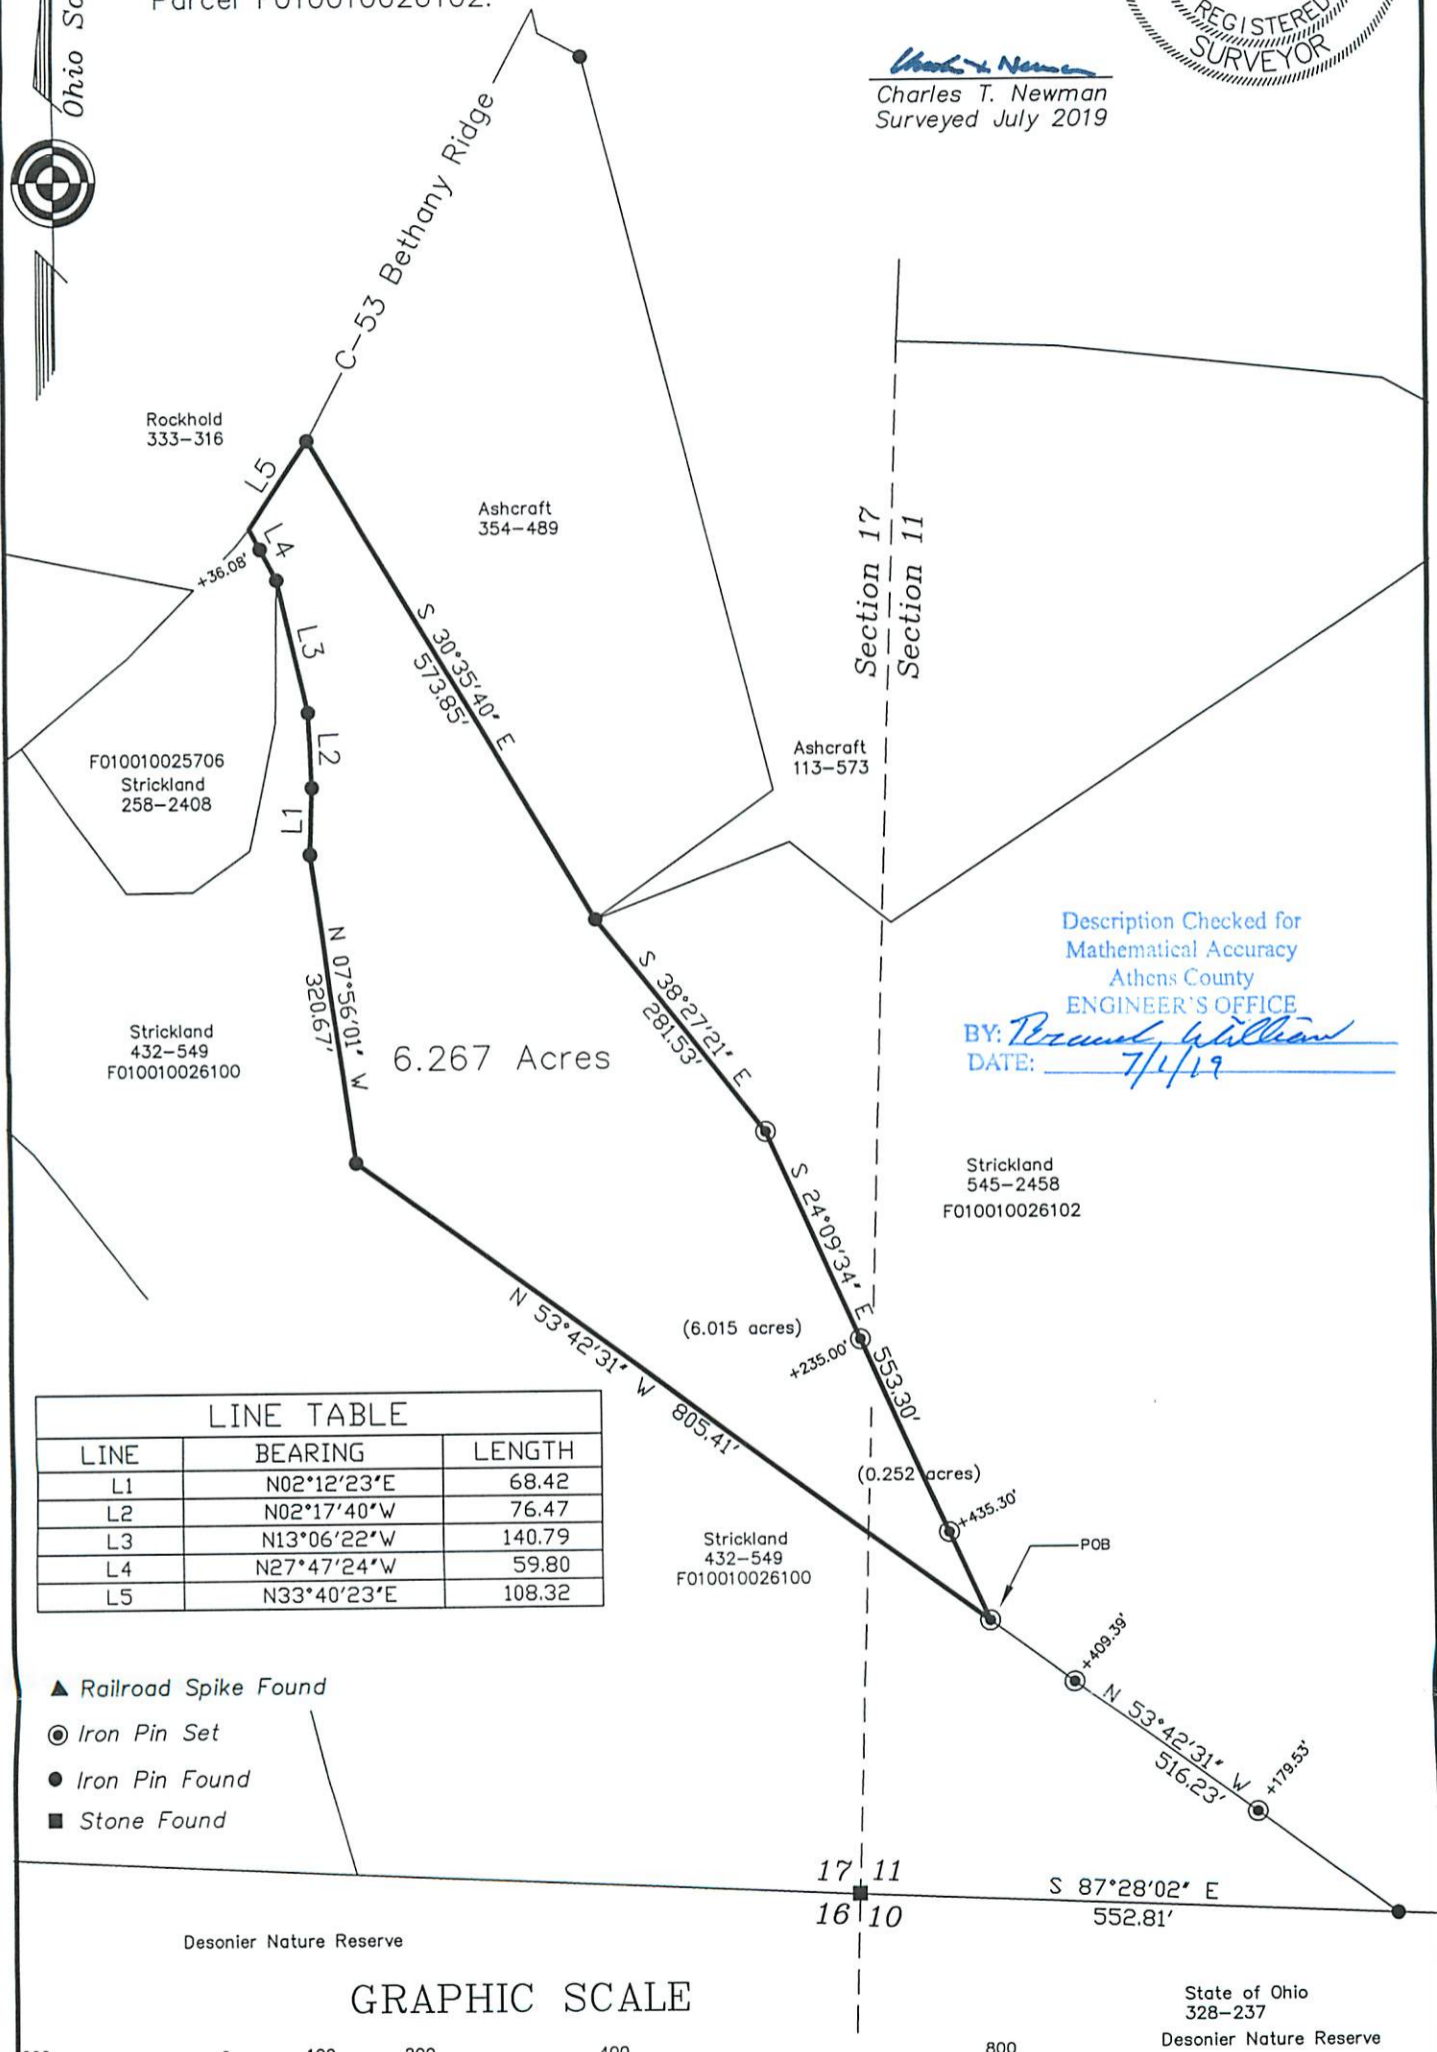 Parcel F010010026102.
REGISTERED
SURVEYOR
Charles T. Newman
Surveyed July 2019
C-53 Bethany Ridge
Rockhold
333-316
L5
L4
+36.08'
Ashcraft
354-489
Section 17
Section 11
L3
S 30°35'40" E
573.85'
L2
Ashcraft
113-573
F010010025706
Strickland
258-2408
L1
Description Checked for
Mathematical Accuracy
Athens County
ENGINEER'S OFFICE
BY:
DATE: 7/1/19
N 07°56'01" W
320.67'
S 38°27'21" E
281.53'
Strickland
432-549
F010010026100
6.267 Acres
Strickland
545-2458
F010010026102
S 24°09'34" E
553.30'
N 53°42'31" W 805.41'
(6.015 acres)
+235.00'
LINE TABLE
LINE BEARING LENGTH
L1 N02°12'23"E 68.42
L2 N02°17'40"W 76.47
L3 N13°06'22"W 140.79
L4 N27°47'24"W 59.80
L5 N33°40'23"E 108.32
(0.252 acres)
+435.30'
Strickland
432-549
F010010026100
POB
+409.39'
N 53°42'31" W
516.23'
+179.53'
Railroad Spike Found
Iron Pin Set
Iron Pin Found
Stone Found
17 11
16 10
S 87°28'02" E
552.81'
Desonier Nature Reserve
GRAPHIC SCALE
State of Ohio
328-237
Desonier Nature Reserve
100 200 400 800